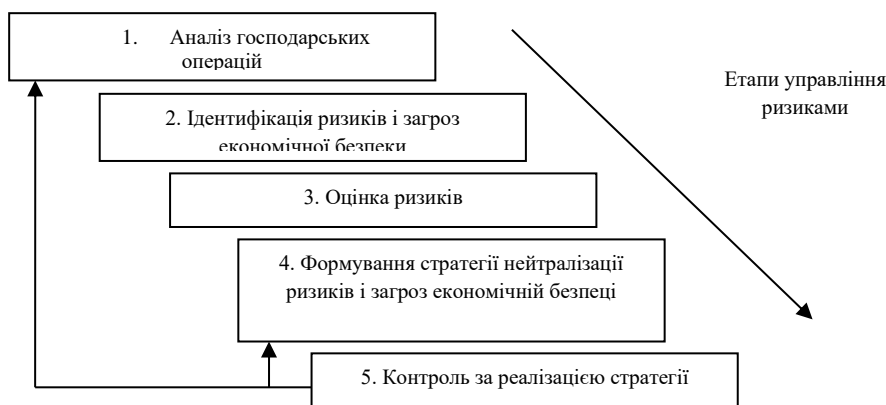 1. Аналіз господарських
операцій
Етапи управління
ризиками
2. Ідентифікація ризиків і загроз
економічної безпеки
3. Оцінка ризиків
4. Формування стратегії нейтралізації
ризиків і загроз економічній безпеці
5. Контроль за реалізацією стратегії